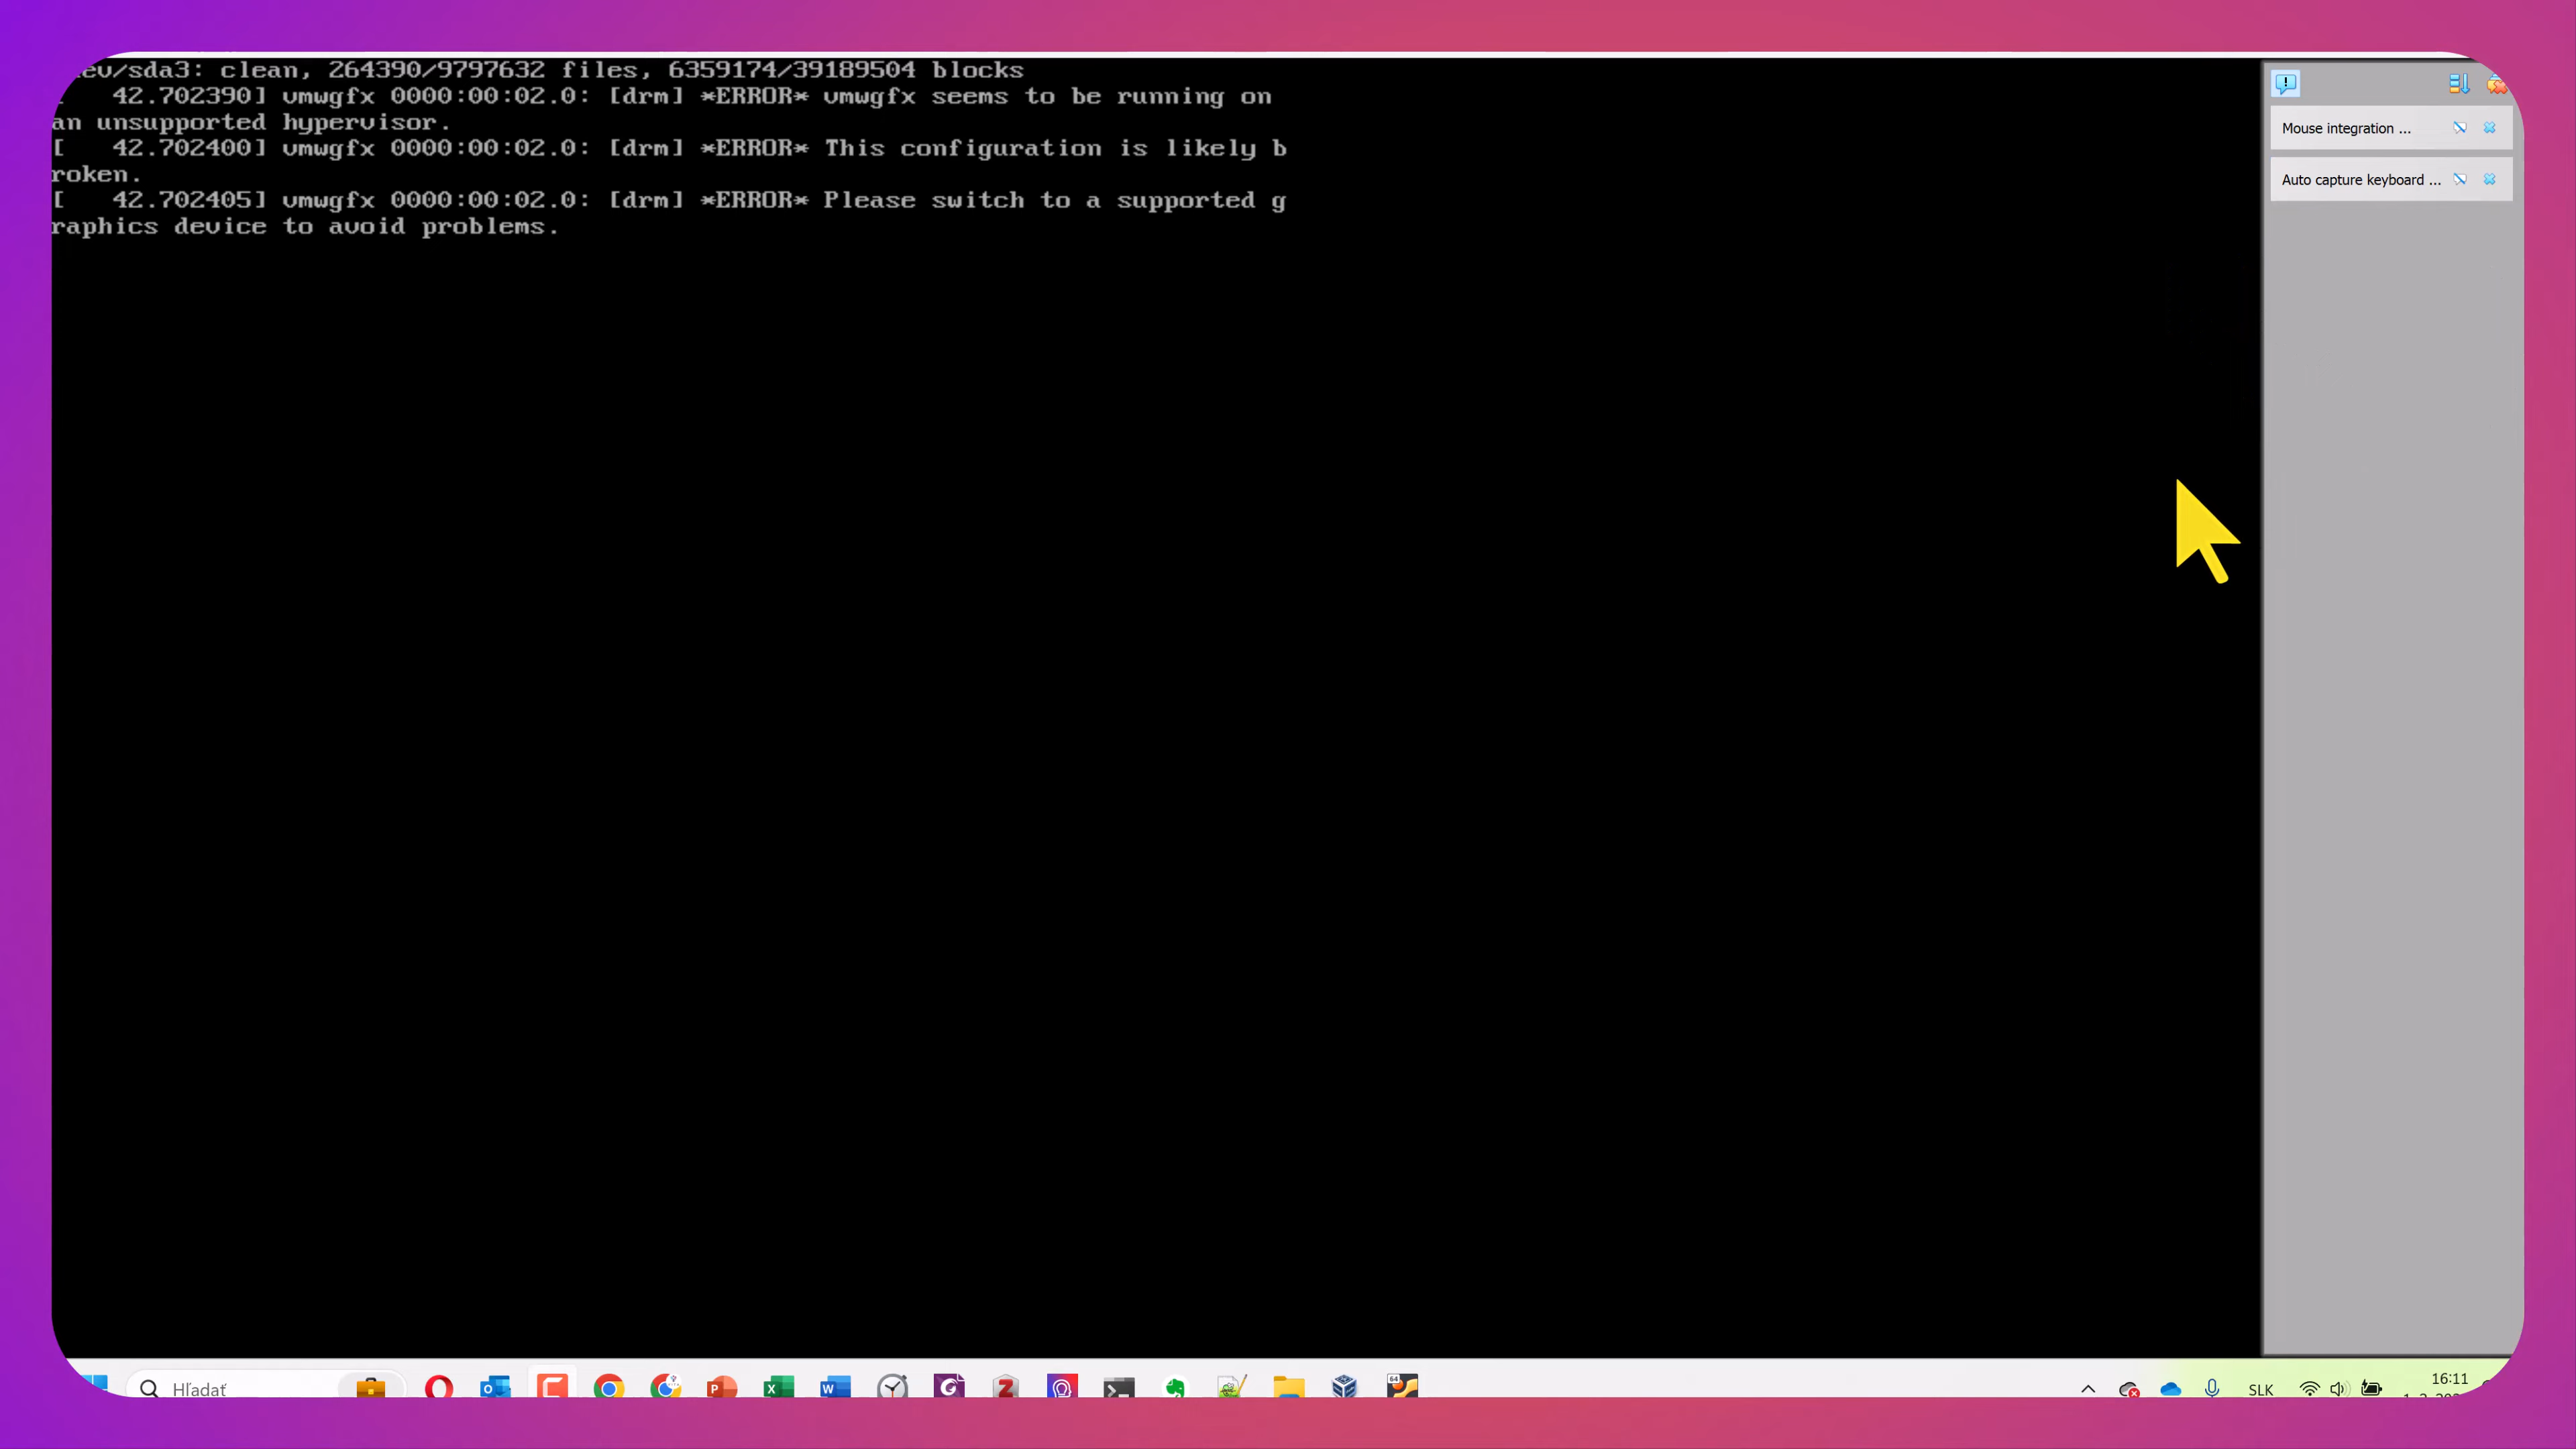 ev/sda3: clean, 264390/9797632 files, 6359174/39189504 blocks
[   42.702390] vmwgfx 0000:00:02.0: [drm] *ERROR* vmwgfx seems to be running on
an unsupported hypervisor.
[   42.702400] vmwgfx 0000:00:02.0: [drm] *ERROR* This configuration is likely b
roken.
[   42.702405] vmwgfx 0000:00:02.0: [drm] *ERROR* Please switch to a supported g
raphics device to avoid problems.
Mouse integration ...
Auto capture keyboard ...
Hľadať
SLK
16:11